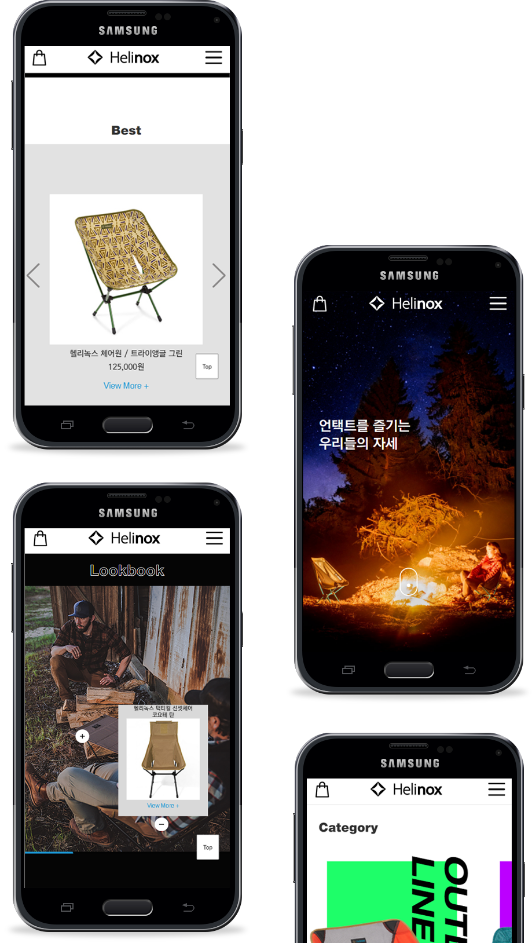 SAMSUNG
Helinox
Best
헬리녹스 체어원 / 트라이앵글 그린
125,000원
Top
View More +
SAMSUNG
Helinox
언택트를 즐기는
우리들의 자세
SAMSUNG
Helinox
Lookbook
헬리녹스 택티컬 선셋체어
코요테 탄
View More +
Top
SAMSUNG
Helinox
Category
OUTD
LINE